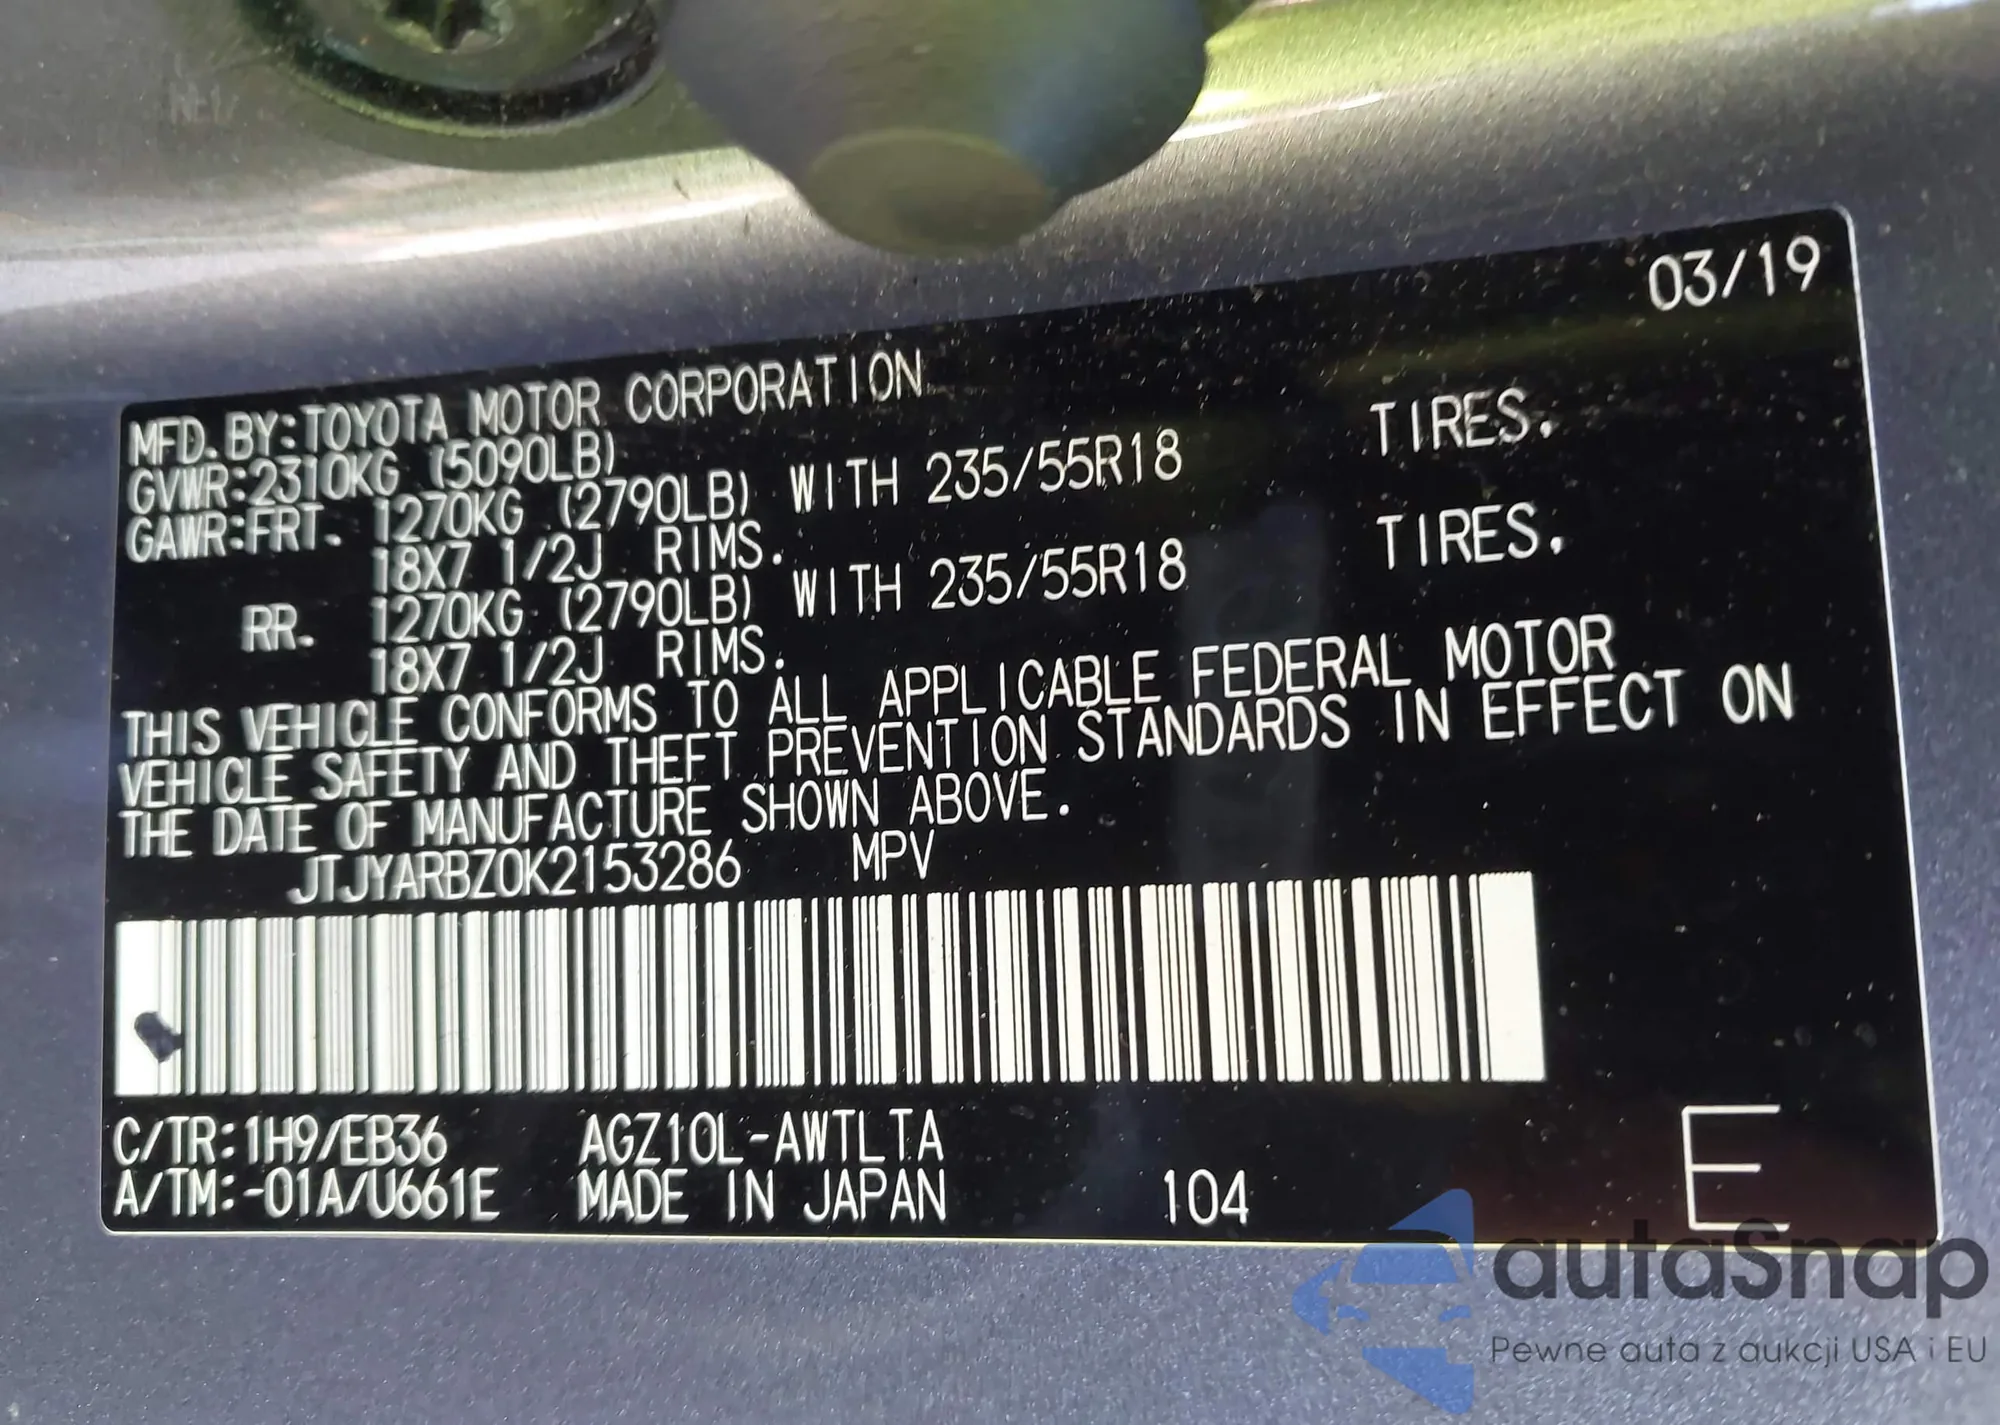 03/19
MFD. BY: TOYOTA MOTOR CORPORATION
GVWR: 2310KG (5090LB)
GAWR: FRT. 1270KG (2790LB) WITH 235/55R18 TIRES.
18X7 1/2J RIMS.
RR. 1270KG (2790LB) WITH 235/55R18 TIRES.
18X7 1/2J RIMS.
THIS VEHICLE CONFORMS TO ALL APPLICABLE FEDERAL MOTOR
VEHICLE SAFETY AND THEFT PREVENTION STANDARDS IN EFFECT ON
THE DATE OF MANUFACTURE SHOWN ABOVE.
JTJYARBZ0K2153286 MPV
C/TR: 1H9/EB36 AGZ10L-AWTLTA
A/TM: -01A/U661E MADE IN JAPAN 104 E
autaSnap
Pewne auta z aukcji USA i EU